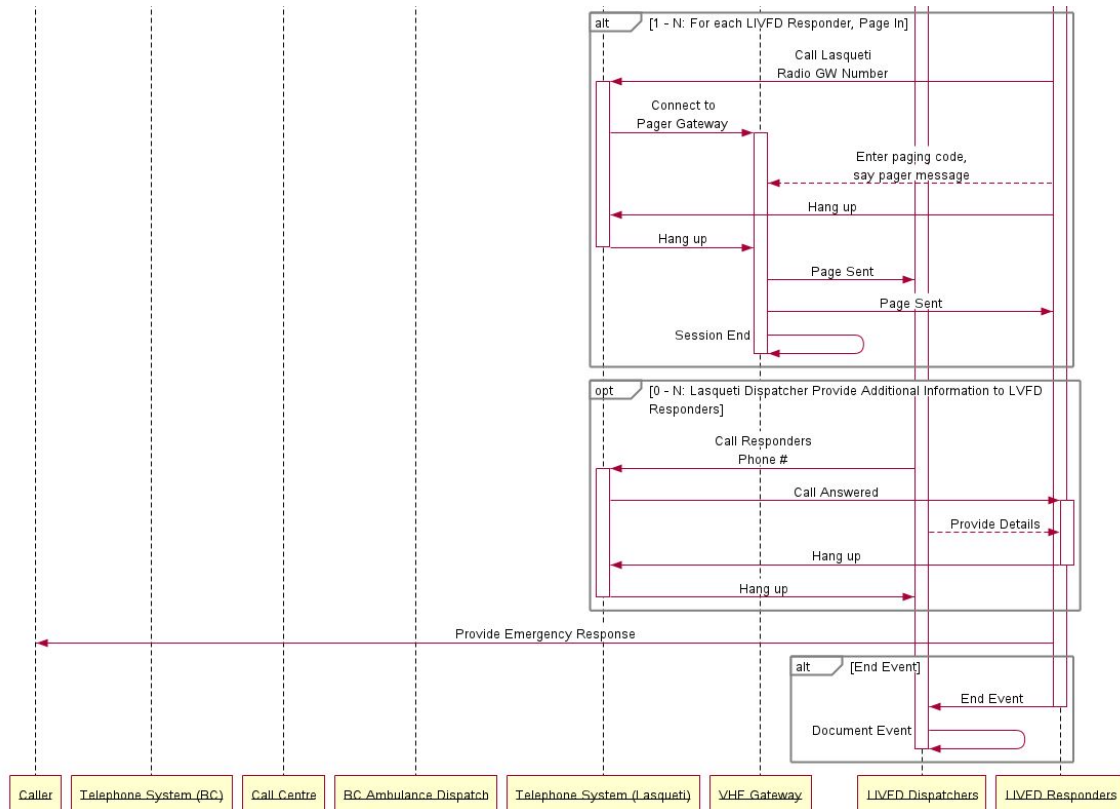 alt [1 - N: For each LIVFD Responder, Page In]
Call Lasqueti
Radio GW Number
Connect to
Pager Gateway
Enter paging code,
say pager message
Hang up
Hang up
Page Sent
Page Sent
Session End
opt [0 - N: Lasqueti Dispatcher Provide Additional Information to LVFD
Responders]
Call Responders
Phone #
Call Answered
Provide Details
Hang up
Hang up
Provide Emergency Response
alt [End Event]
End Event
Document Event
Caller Telephone System (BC) Call Centre BC Ambulance Dispatch Telephone System (Lasqueti) VHF Gateway LIVFD Dispatchers LIVFD Responders